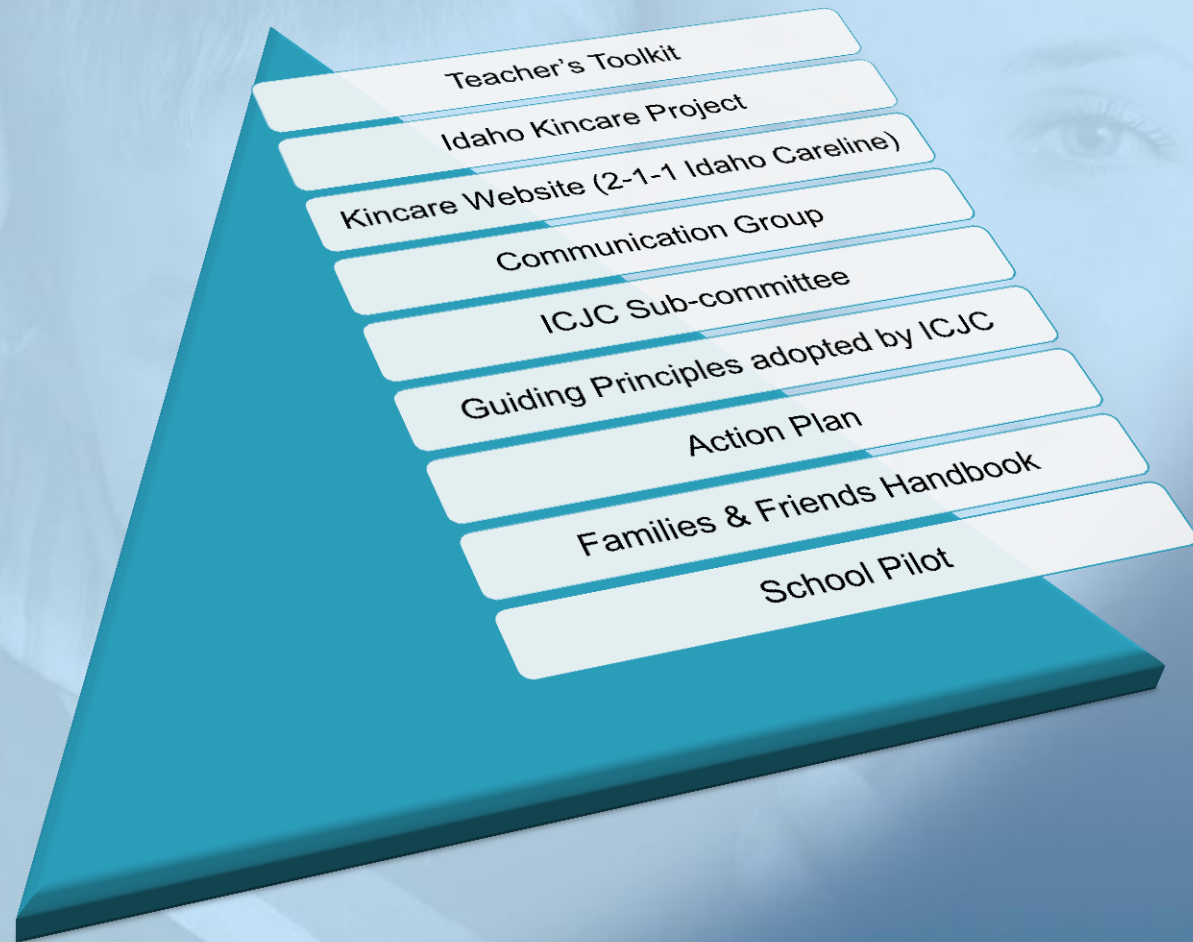 Teacher's Toolkit
Idaho Kincare Project
Kincare Website (2-1-1 Idaho Careline)
Communication Group
ICJC Sub-committee
Guiding Principles adopted by ICJC
Action Plan
Families & Friends Handbook
School Pilot